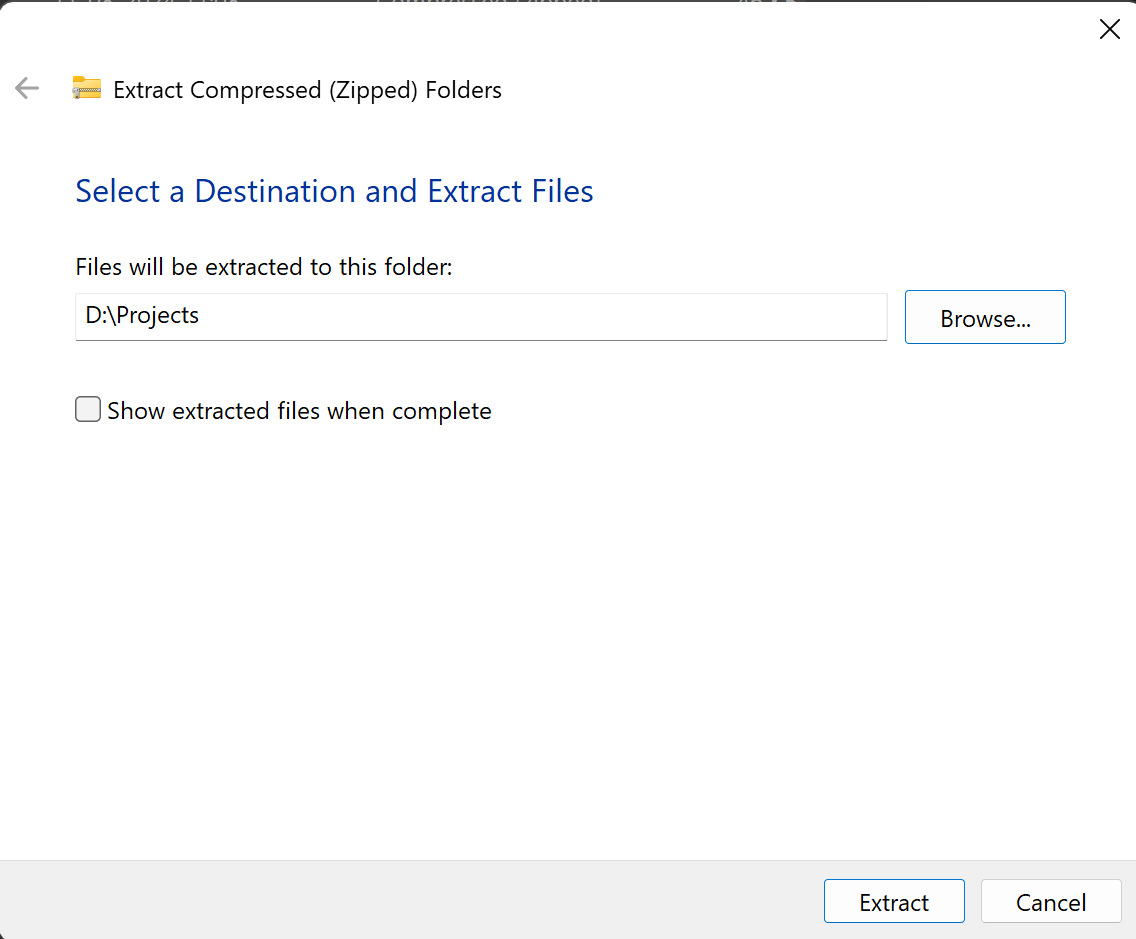 Extract Compressed (Zipped) Folders
Select a Destination and Extract Files
Files will be extracted to this folder:
D:\Projects
Browse...
Show extracted files when complete
Extract
Cancel